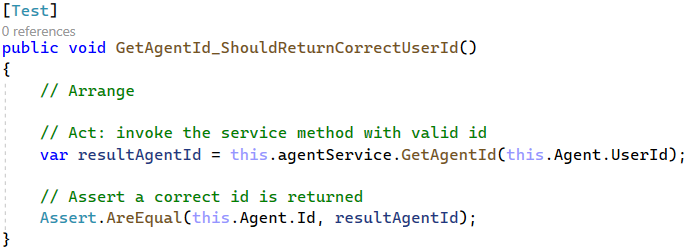 [Test]
0 references
public void GetAgentId_ShouldReturnCorrectUserId()
{
    // Arrange
    // Act: invoke the service method with valid id
    var resultAgentId = this.agentService.GetAgentId(this.Agent.UserId);
    // Assert a correct id is returned
    Assert.AreEqual(this.Agent.Id, resultAgentId);
}